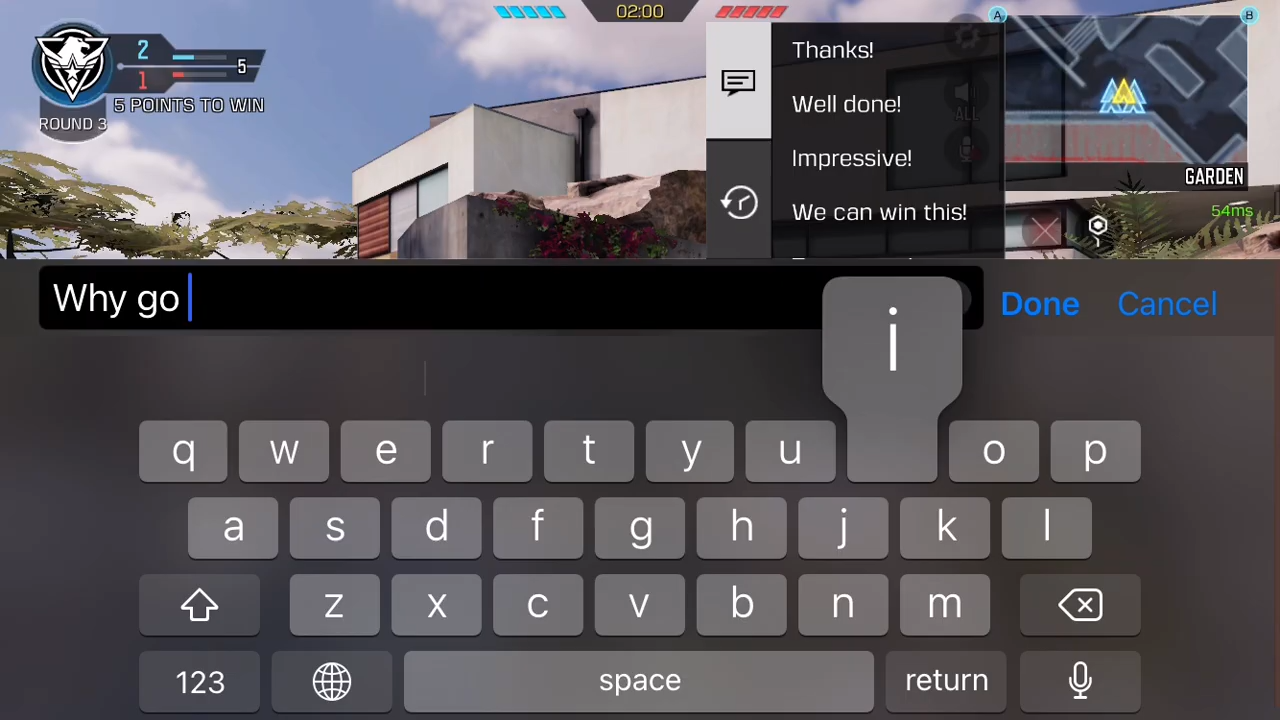 02:00
2
1
5
5 POINTS TO WIN
ROUND 3
Thanks!
Well done!
Impressive!
We can win this!
ALL
A
B
GARDEN
54ms
Why go
Done
Cancel
i
q w e r t y u o p
a s d f g h j k l
z x c v b n m
123 space return